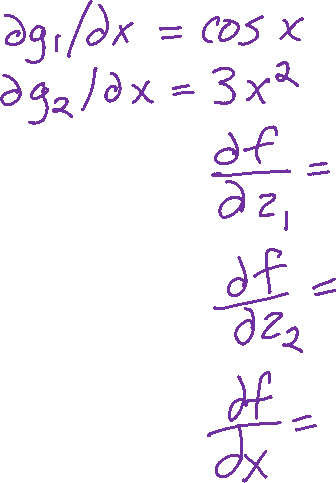 ∂g₁/∂x = cos x
∂g₂/∂x = 3x²
∂f/∂z₁ =
∂f/∂z₂ =
df/dx =